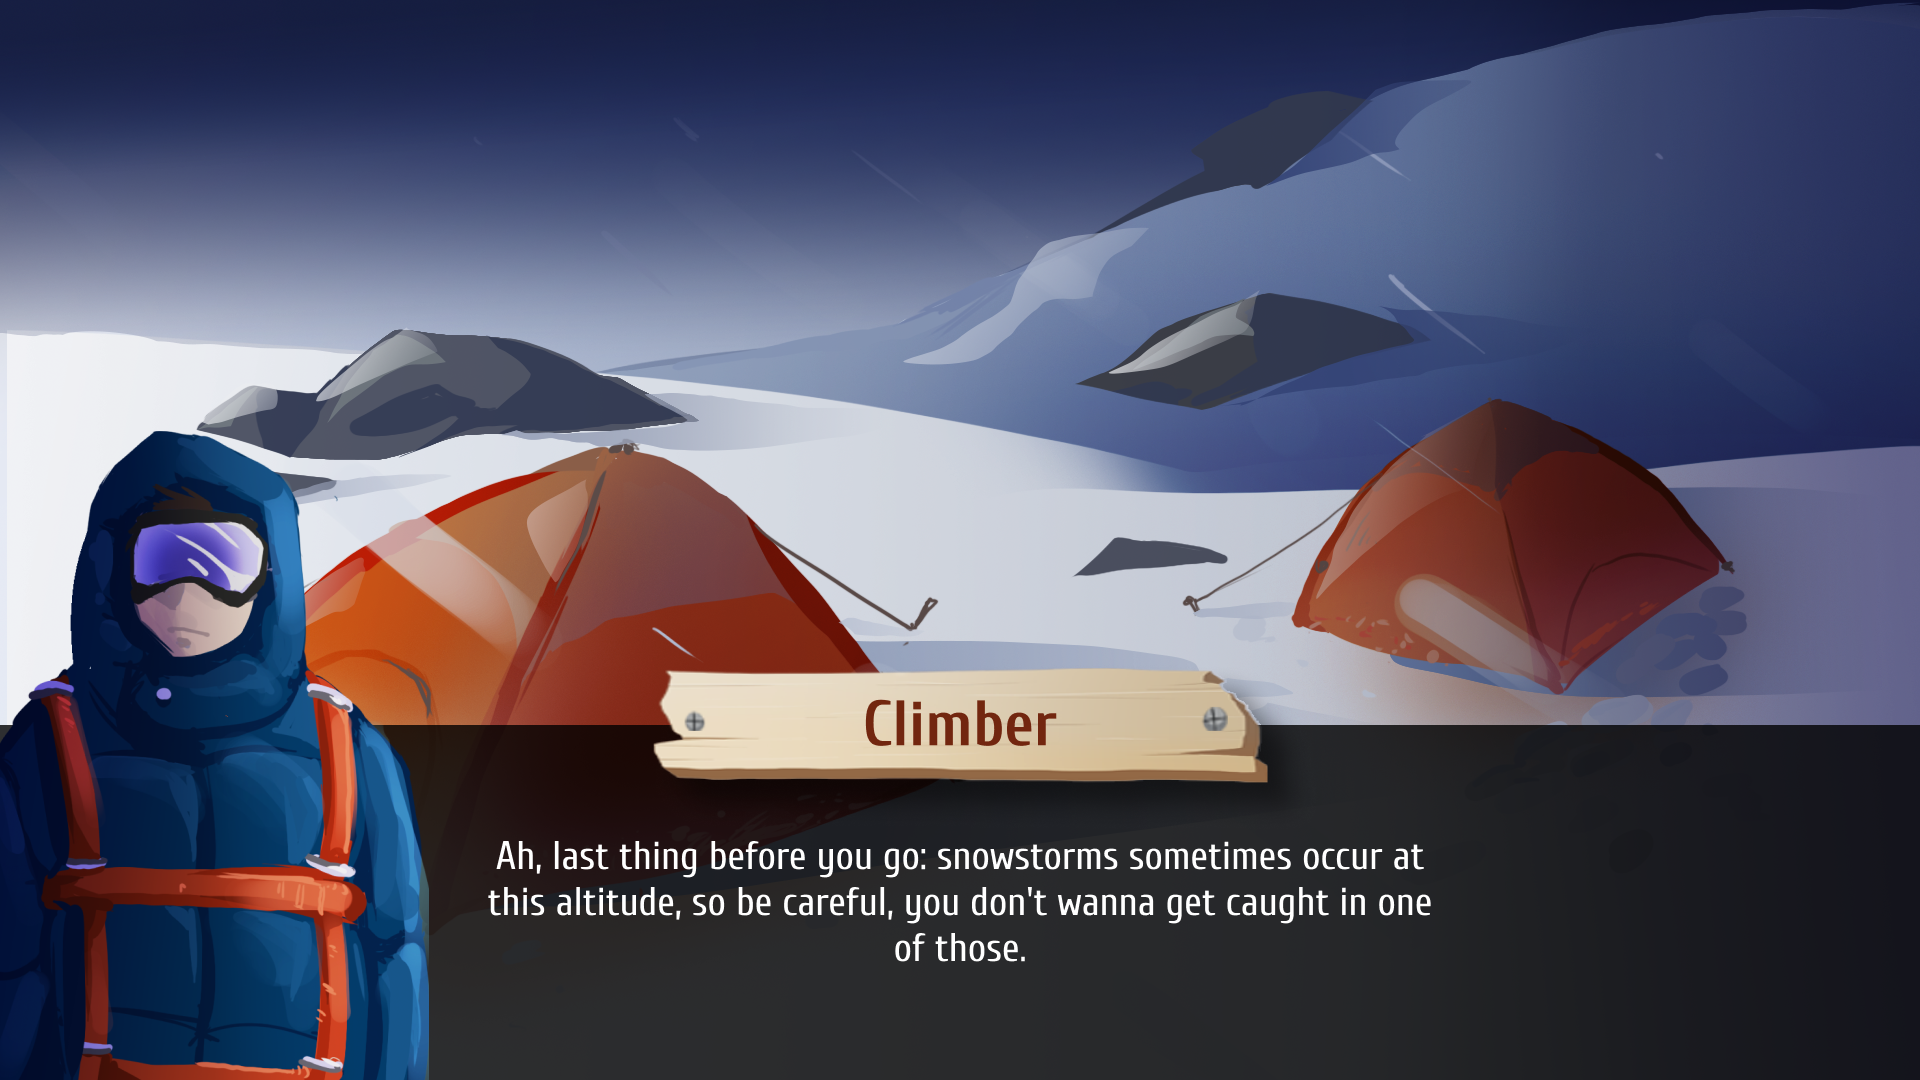 Climber
Ah, last thing before you go: snowstorms sometimes occur at
this altitude, so be careful, you don't wanna get caught in one
of those.